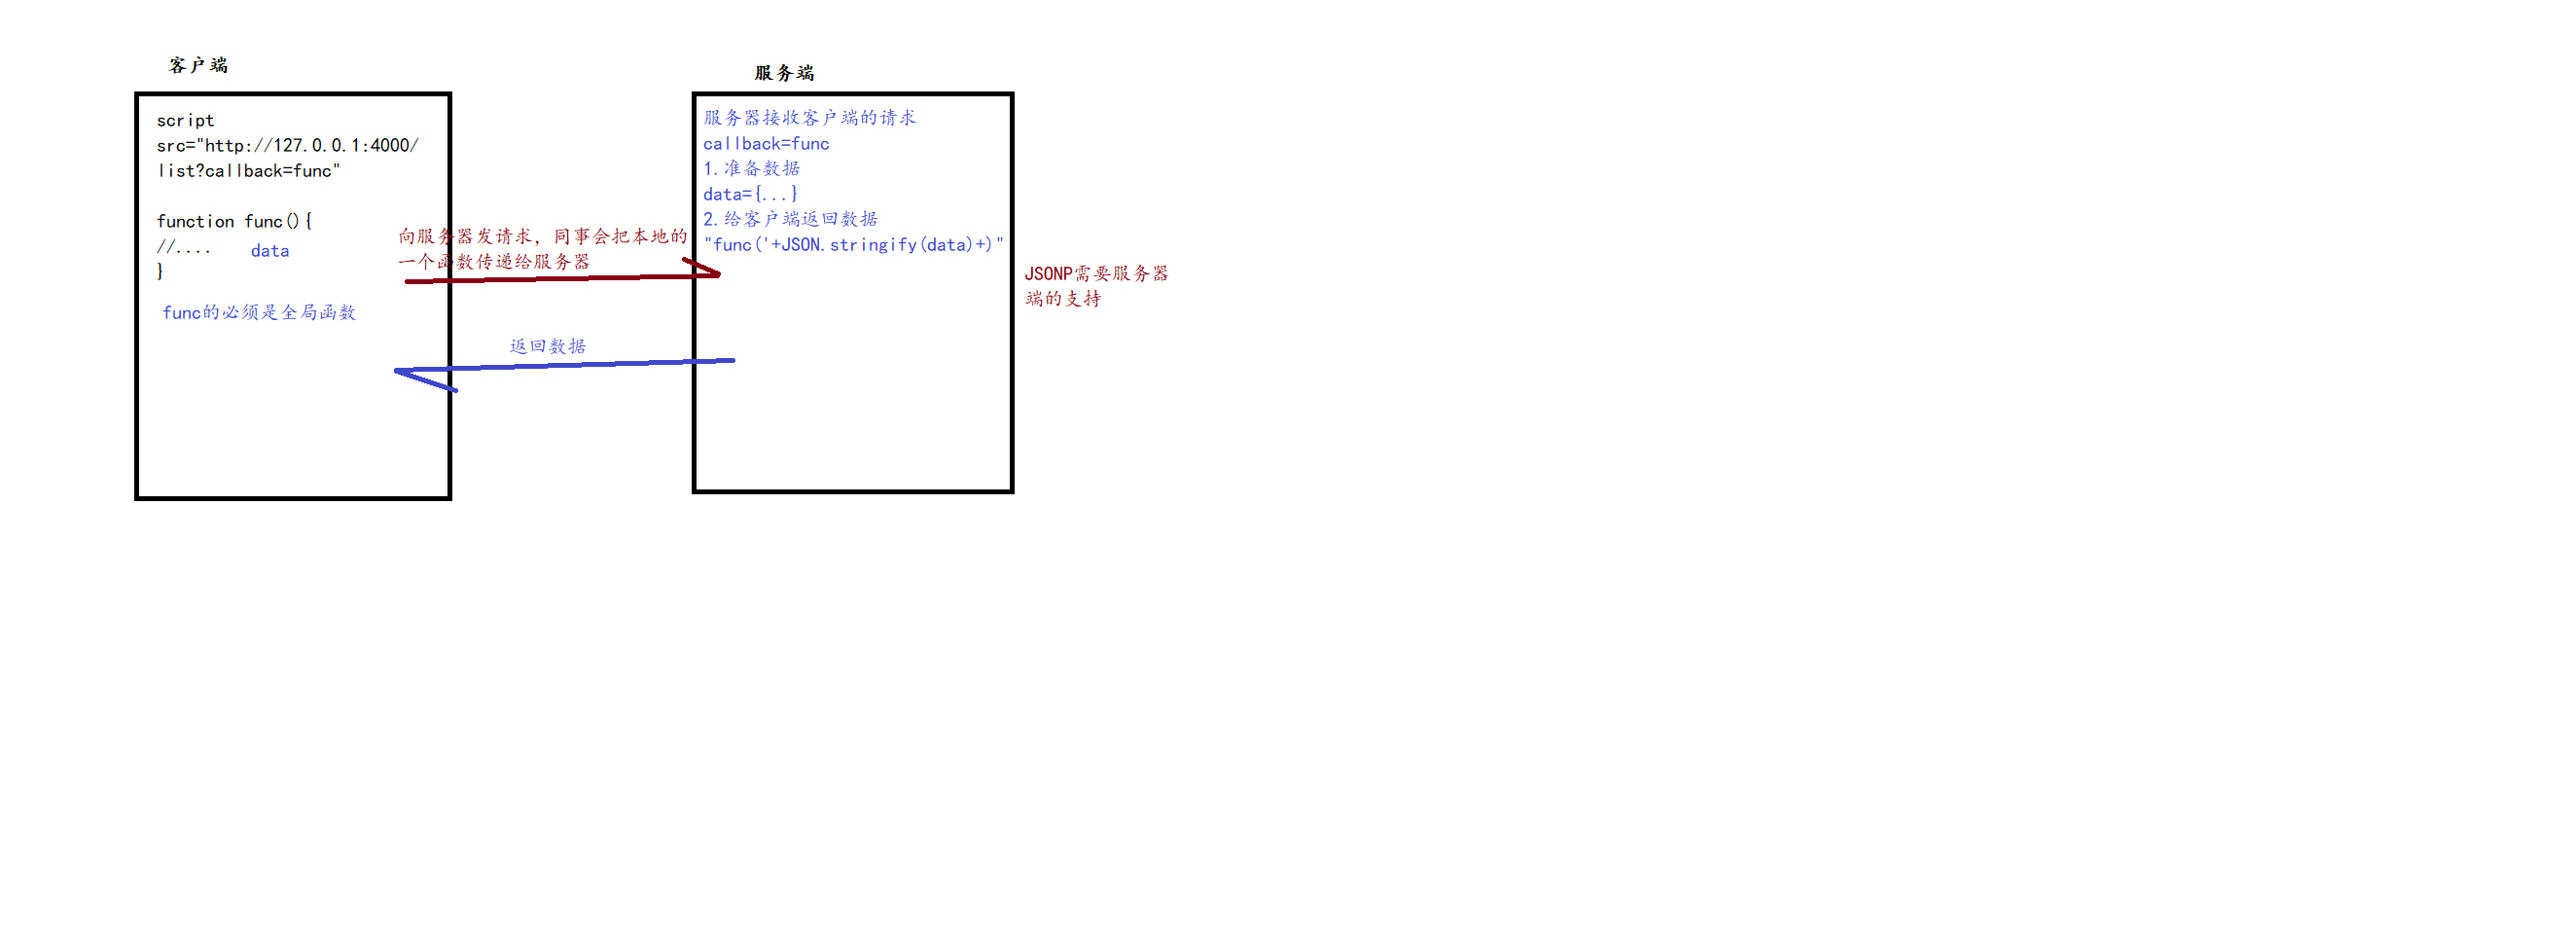 客户端
script
src="http://127.0.0.1:4000/
list?callback=func"
function func(){
//....
data
}
func的必须是全局函数
向服务器发请求，同事会把本地的
一个函数传递给服务器
返回数据
服务端
服务器接收客户端的请求
callback=func
1.准备数据
data={...}
2.给客户端返回数据
"func('+JSON.stringify(data)+)"
JSONP需要服务器
端的支持